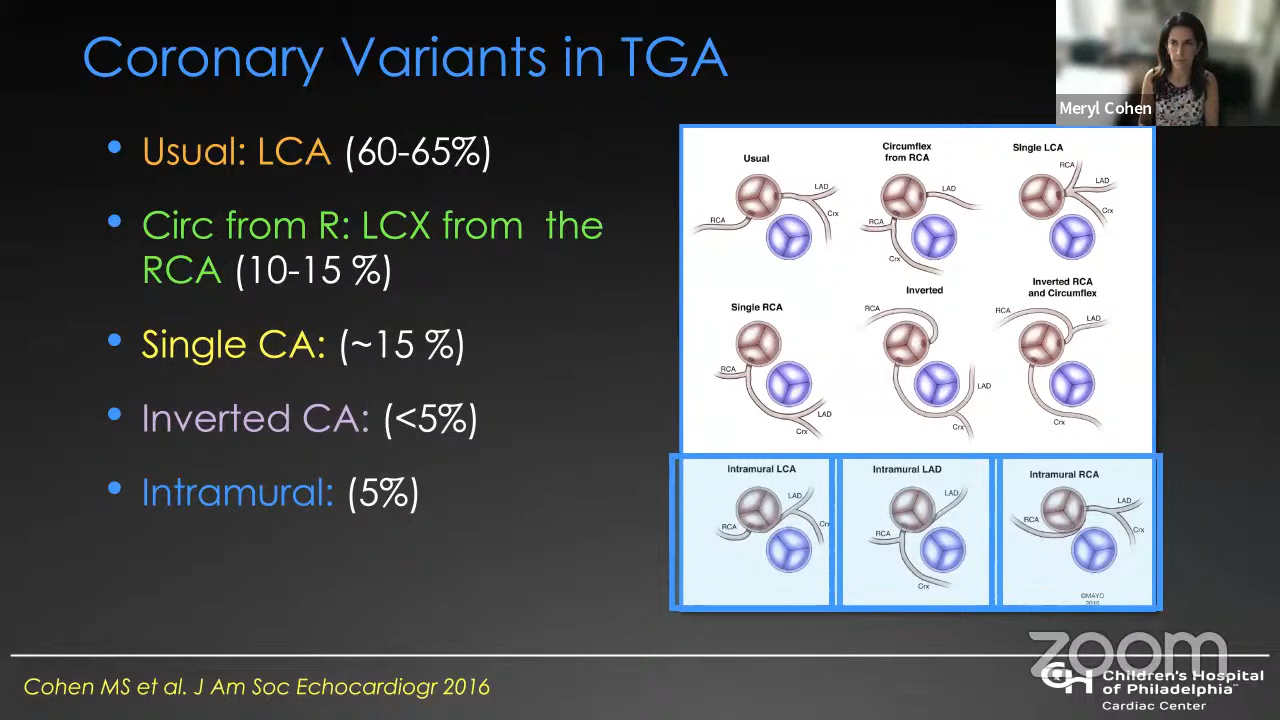 Coronary Variants in TGA
Meryl Cohen
• Usual: LCA (60-65%)
• Circ from R: LCX from the
RCA (10-15 %)
• Single CA: (~15 %)
• Inverted CA: (<5%)
• Intramural: (5%)
Usual
LAD
RCA
Crx
Circumflex
from RCA
LAD
RCA
Crx
SIngle LCA
RCA
LAD
Crx
Single RCA
RCA
LAD
Crx
Inverted
RCA
LAD
Crx
Inverted RCA
and Circumflex
RCA
LAD
Crx
Intramural LCA
LAD
RCA
Crx
Intramural LAD
LAD
RCA
Crx
Intramural RCA
LAD
RCA
Crx
©MAYO
2016
Cohen MS et al. J Am Soc Echocardiogr 2016
zoom
CH Children's Hospital
of Philadelphia
Cardiac Center